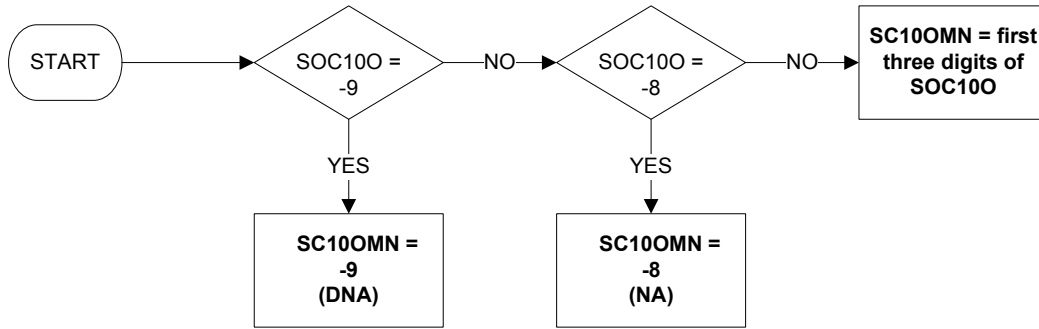 START
SOC10O =
-9
NO
SOC10O =
-8
NO
SC10OMN = first
three digits of
SOC10O
YES
YES
SC10OMN =
-9
(DNA)
SC10OMN =
-8
(NA)